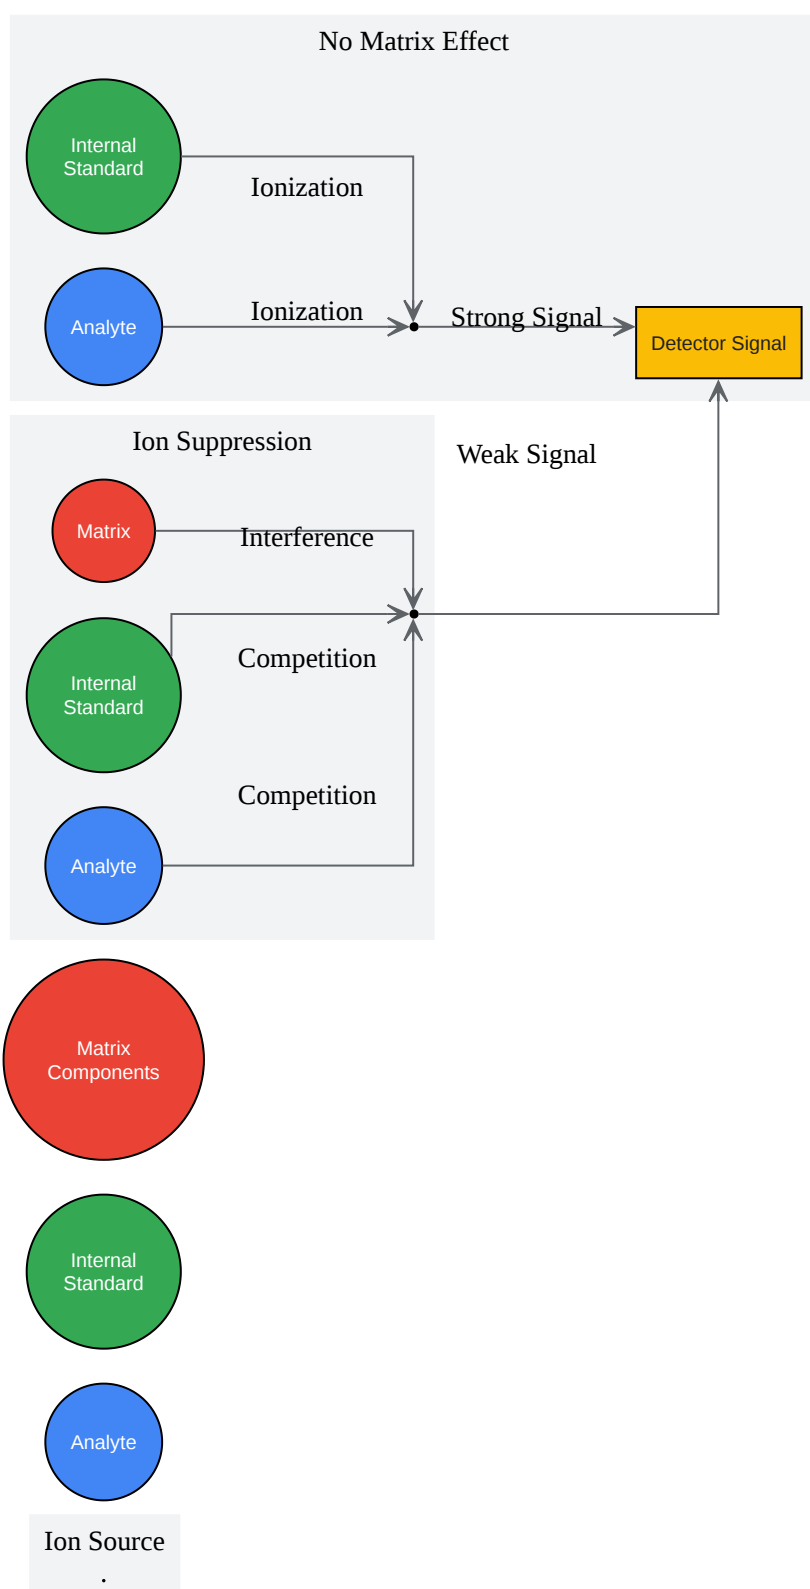 No Matrix Effect
Internal
Standard
Ionization
Ionization
Analyte
Strong Signal
Detector Signal
Ion Suppression
Weak Signal
Matrix
Interference
Internal
Standard
Competition
Competition
Analyte
Matrix
Components
Internal
Standard
Analyte
Ion Source
.